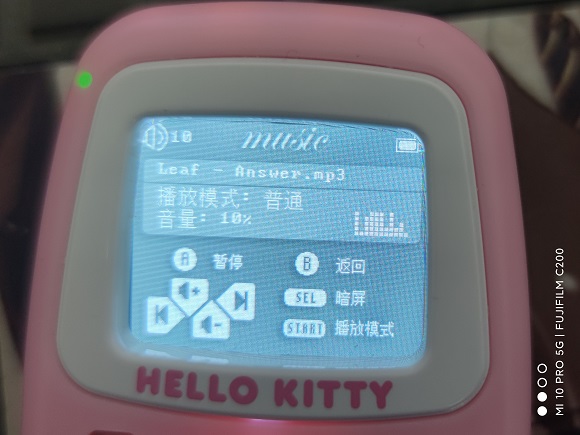 10 music
Leaf - Answer.mp3
播放模式: 普通
音量: 10%
A 暂停
B 返回
SEL 暗屏
START 播放模式
HELLO KITTY
MI 10 PRO 5G | FUJIFILM C200